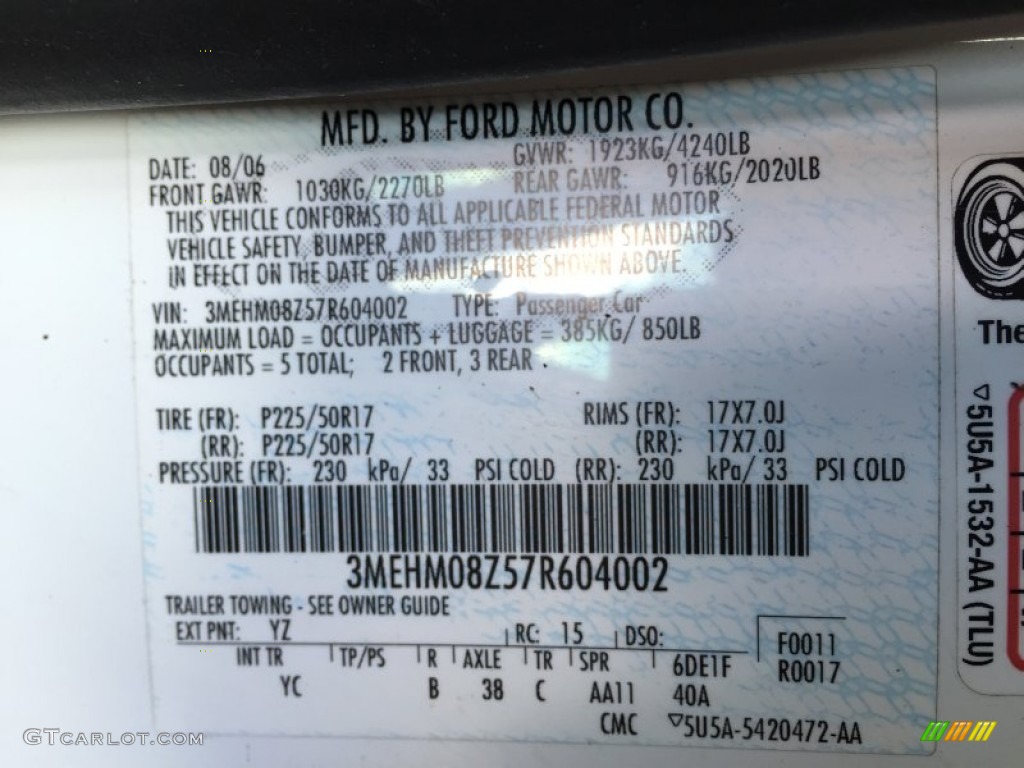 MFD. BY FORD MOTOR CO.
DATE: 08/06 GVWR: 1923KG/4240LB
FRONT GAWR: 1030KG/2270LB REAR GAWR: 916KG/2020LB
THIS VEHICLE CONFORMS TO ALL APPLICABLE FEDERAL MOTOR
VEHICLE SAFETY, BUMPER, AND THEFT PREVENTION STANDARDS
IN EFFECT ON THE DATE OF MANUFACTURE SHOWN ABOVE.
VIN: 3MEHM08Z57R604002 TYPE: Passenger Car
MAXIMUM LOAD = OCCUPANTS + LUGGAGE = 385KG/ 850LB
OCCUPANTS = 5 TOTAL; 2 FRONT, 3 REAR
TIRE (FR): P225/50R17 RIMS (FR): 17X7.0J
(RR): P225/50R17 (RR): 17X7.0J
PRESSURE (FR): 230 kPa/ 33 PSI COLD (RR): 230 kPa/ 33 PSI COLD
3MEHM08Z57R604002
TRAILER TOWING - SEE OWNER GUIDE
EXT PNT: YZ RC: 15 DSO: F0011
INT TR TP/PS R AXLE TR SPR 6DE1F R0017
YC B 38 C AA11 40A
CMC ▽5U5A-5420472-AA
The
▽5U5A-1532-AA (TLU)
GTCarlot.com